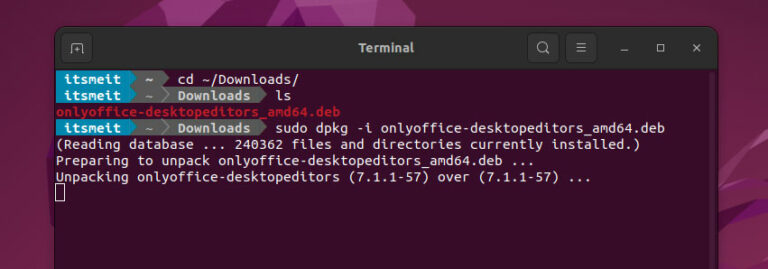 Terminal
itsmeit ~ cd ~/Downloads/
itsmeit ~ Downloads ls
onlyoffice-desktopeditors_amd64.deb
itsmeit ~ Downloads sudo dpkg -i onlyoffice-desktopeditors_amd64.deb
(Reading database ... 240362 files and directories currently installed.)
Preparing to unpack onlyoffice-desktopeditors_amd64.deb ...
Unpacking onlyoffice-desktopeditors (7.1.1-57) over (7.1.1-57) ...